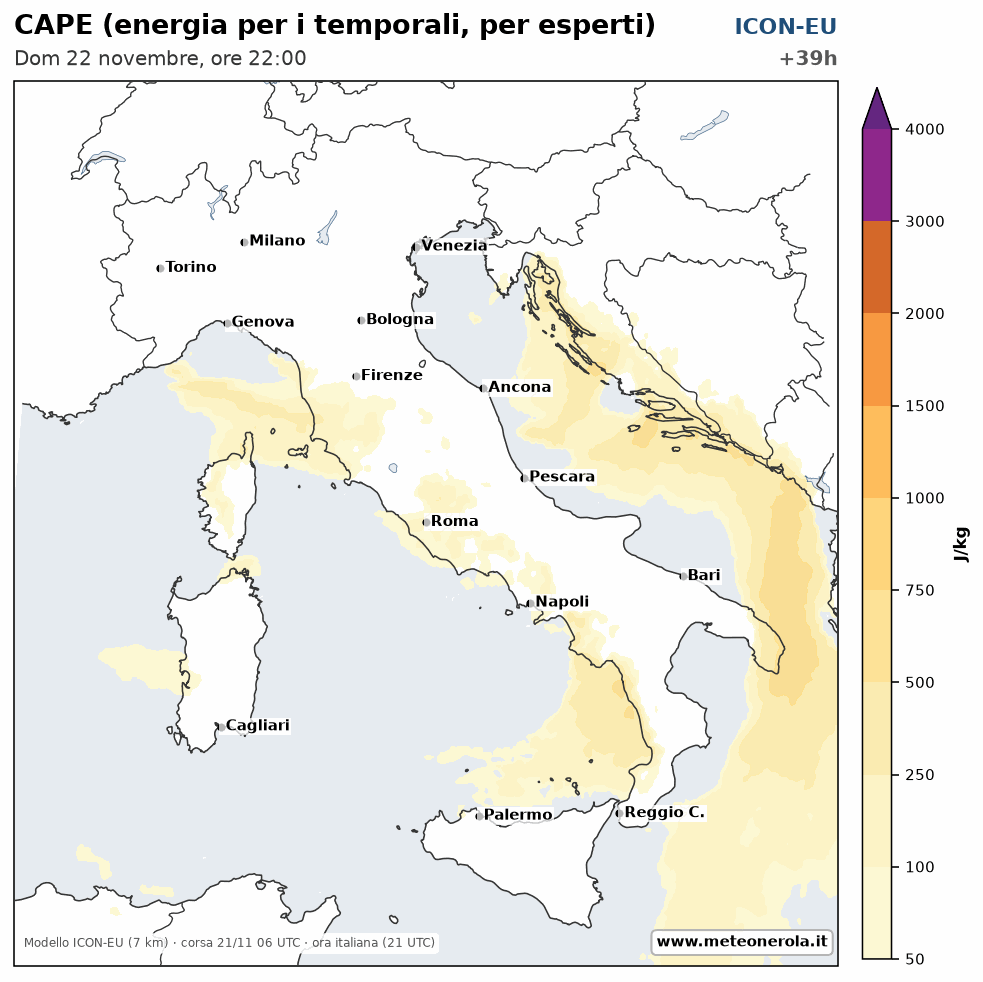 CAPE (energia per i temporali, per esperti)
ICON-EU
Dom 22 novembre, ore 22:00
+39h
Milano
Venezia
Torino
Genova
Bologna
Firenze
Ancona
Pescara
Roma
Bari
Napoli
Cagliari
Palermo
Reggio C.
4000
3000
2000
1500
1000
750
500
250
100
50
J/kg
Modello ICON-EU (7 km) · corsa 21/11 06 UTC · ora italiana (21 UTC)
www.meteonerola.it